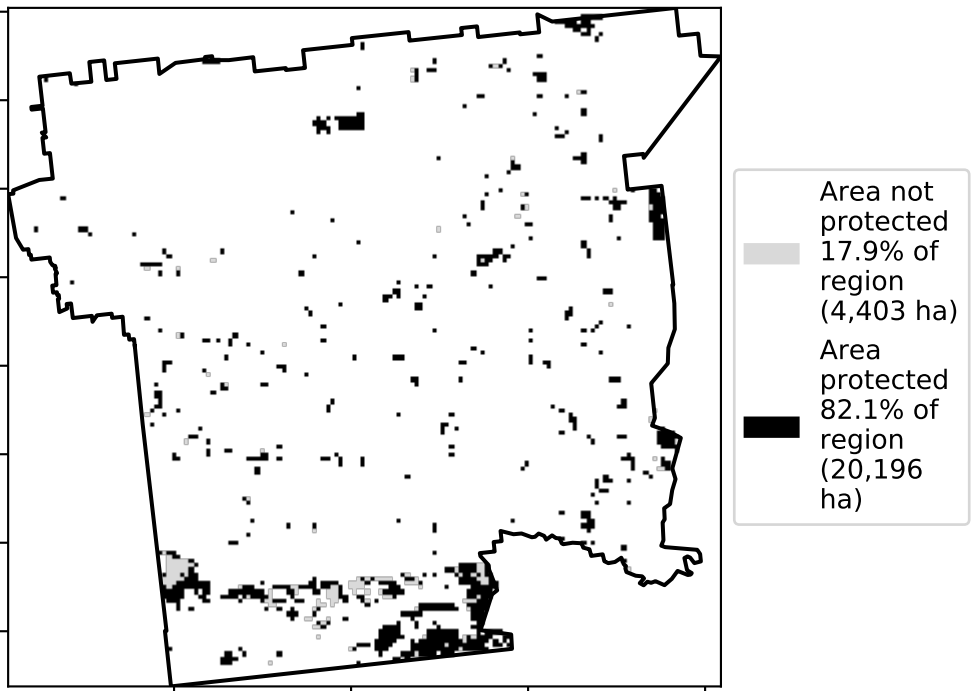 Area not
protected
17.9% of
region
(4,403 ha)
Area
protected
82.1% of
region
(20,196
ha)